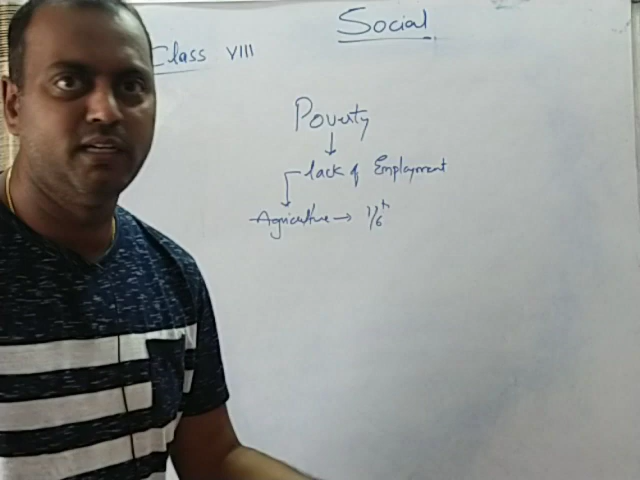 Social
Class VIII
Poverty
lack of Employment
Agriculture → 1/6th